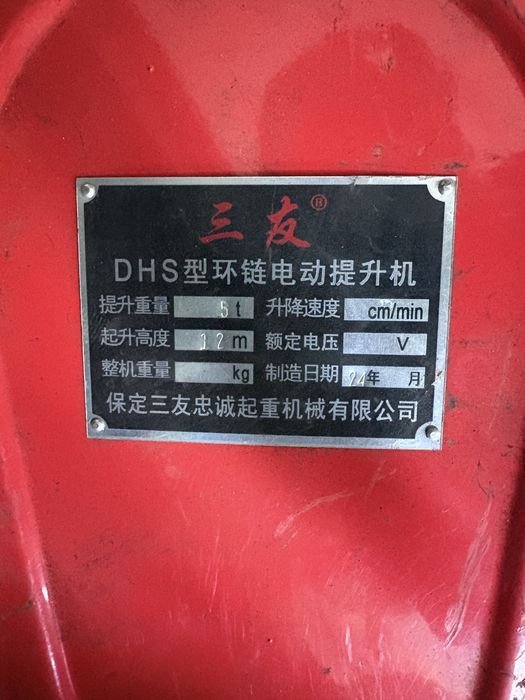 三友®
DHS型环链电动提升机
提升重量 5t 升降速度 cm/min
起升高度 12m 额定电压 V
整机重量 kg 制造日期 24年 月
保定三友忠诚起重机械有限公司